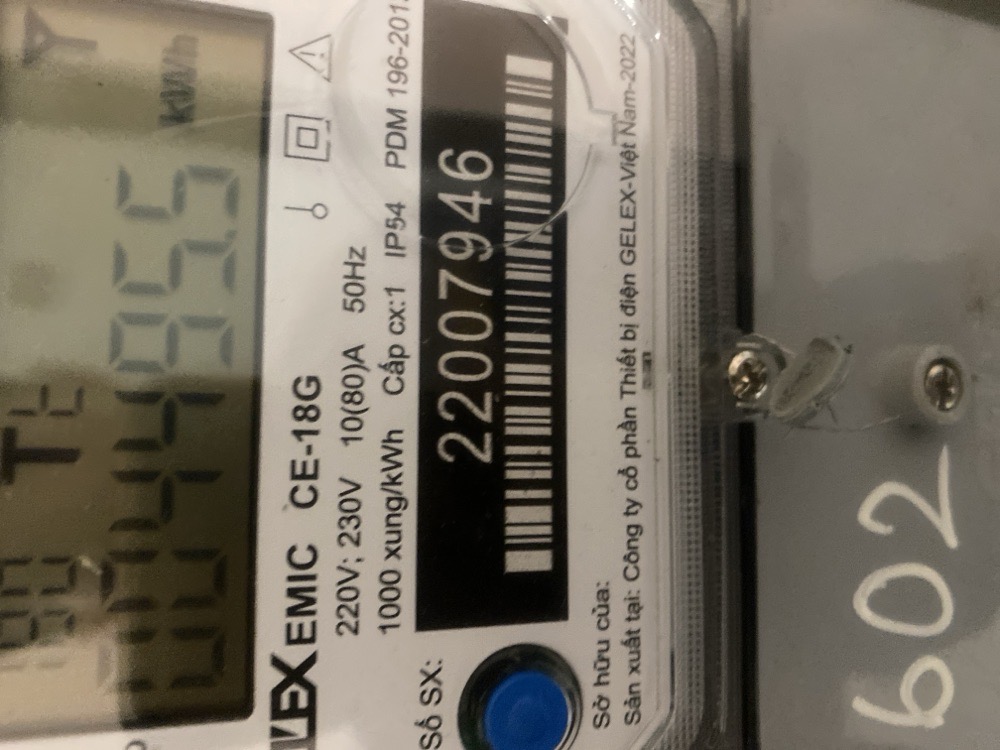 kWh
LEX EMIC CE-18G
220V; 230V 10(80)A 50Hz
1000 xung/kWh Cấp cx:1 IP54 PDM 196-201
Số SX:
22007946
Sở hữu của:
Sản xuất tại: Công ty cổ phần Thiết bị điện GELEX-Việt Nam-2022
602